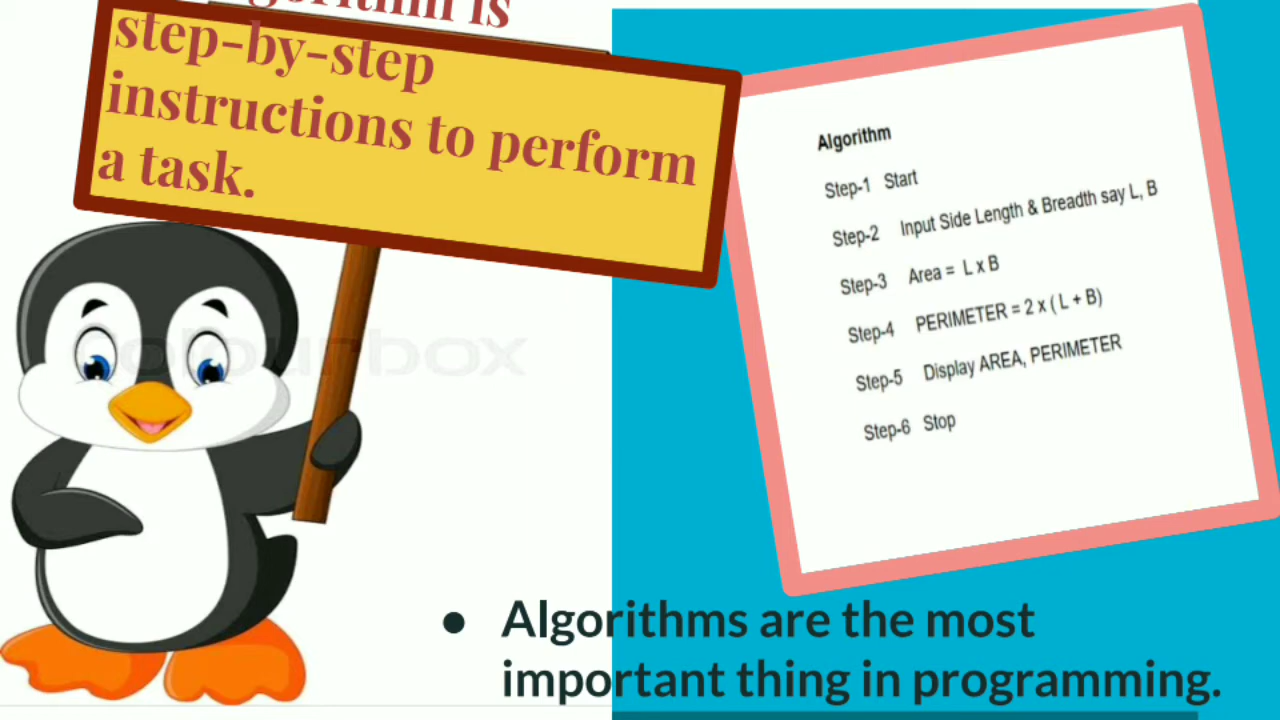 is
step-by-step
instructions to perform
a task.
Algorithm
Step-1 Start
Step-2 Input Side Length & Breadth say L, B
Step-3 Area = L x B
Step-4 PERIMETER = 2 x ( L + B)
Step-5 Display AREA, PERIMETER
Step-6 Stop
● Algorithms are the most
important thing in programming.